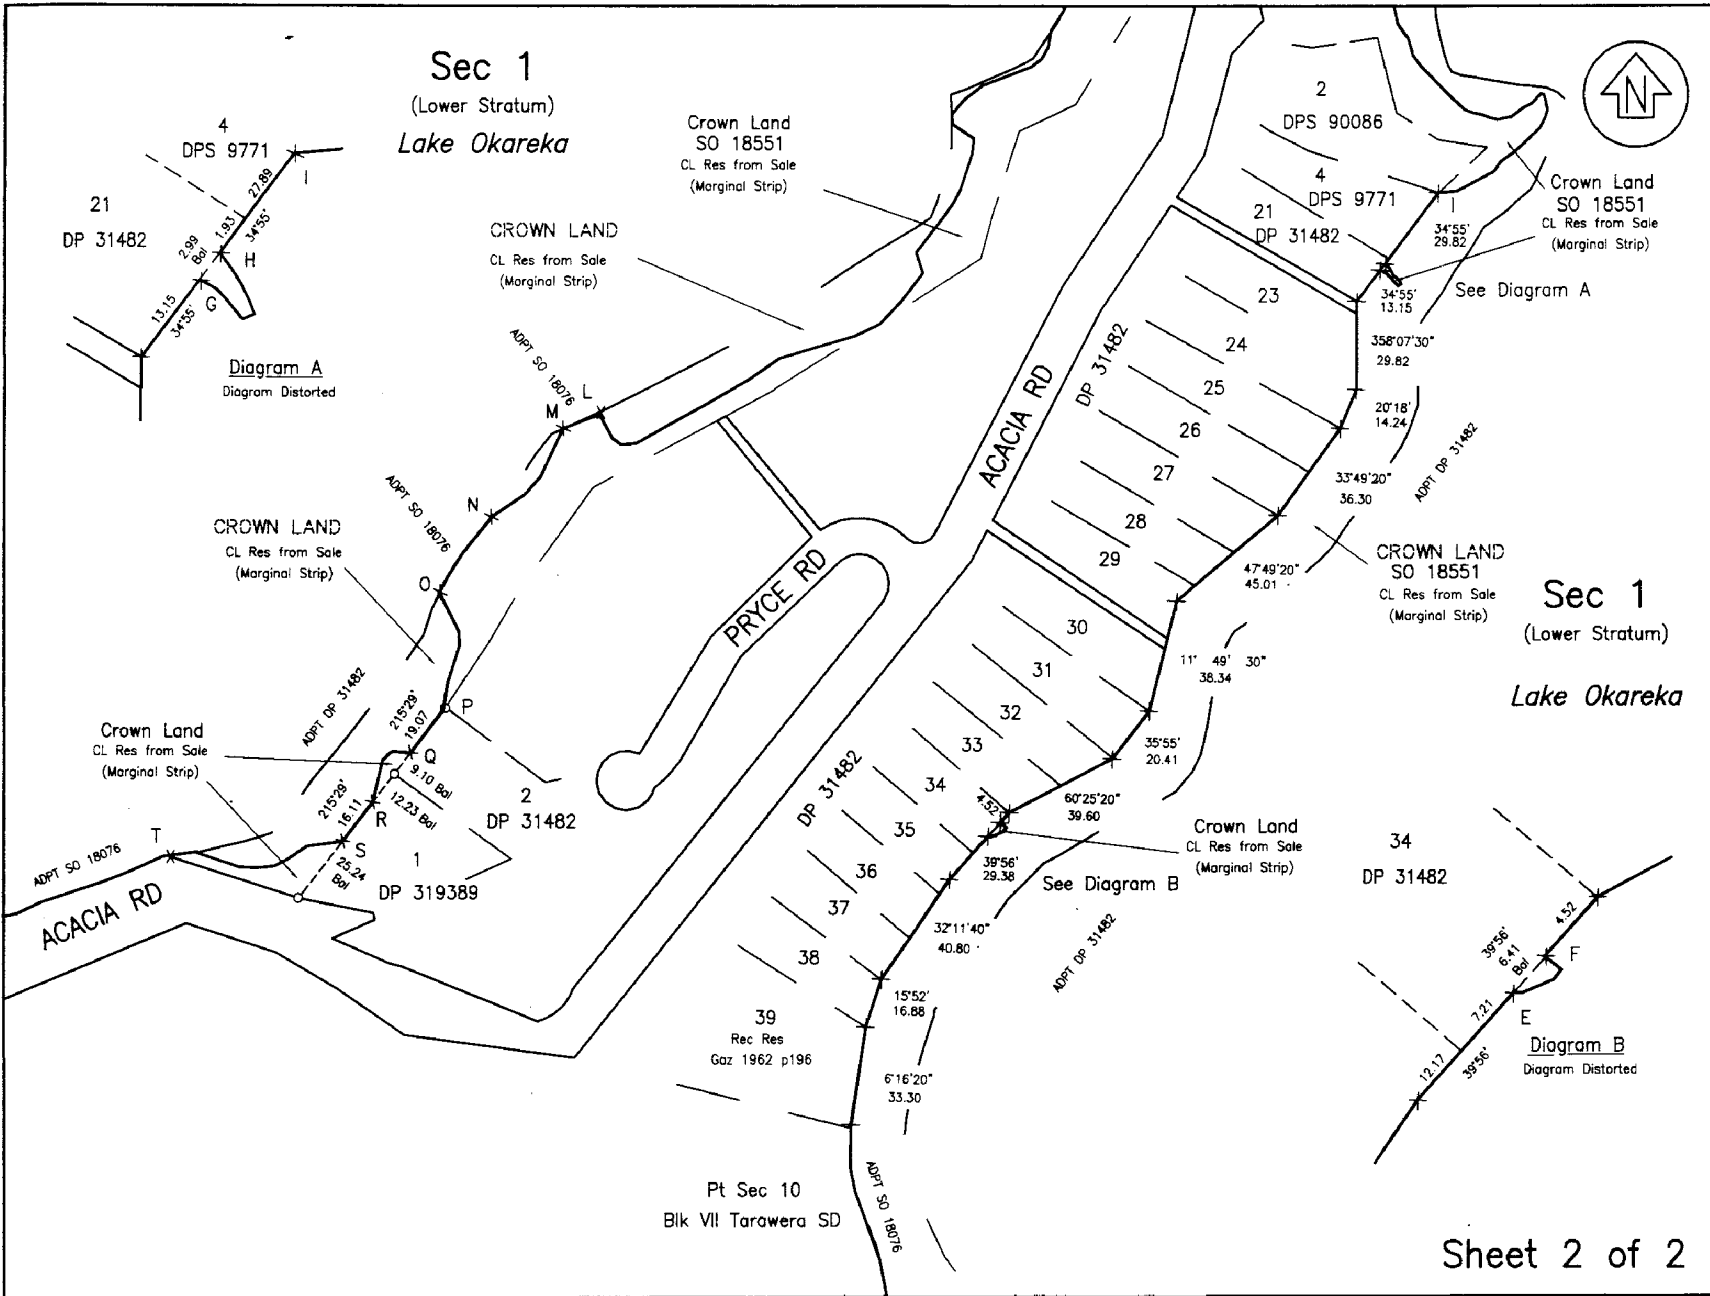 Sec 1
(Lower Stratum)
Lake Okareka
4
DPS 9771
21
DP 31482
27.89
I
1.93
34°55'
2.99
Bal
H
G
13.15
34°55'
Diagram A
Diagram Distorted
Crown Land
SO 18551
CL Res from Sale
(Marginal Strip)
CROWN LAND
CL Res from Sale
(Marginal Strip)
2
DPS 90086
4
DPS 9771
21
DP 31482
N
I
Crown Land
SO 18551
CL Res from Sale
(Marginal Strip)
34°55'
29.82
See Diagram A
34°55'
13.15
358°07'30"
29.82
20°18'
14.24
33°49'20"
36.30
ADPT DP 31482
47°49'20"
45.01
CROWN LAND
SO 18551
CL Res from Sale
(Marginal Strip)
Sec 1
(Lower Stratum)
Lake Okareka
23
24
25
26
27
28
29
DP 31482
ACACIA RD
ADPT SO 18076
L
M
ADPT SO 18076
N
O
CROWN LAND
CL Res from Sale
(Marginal Strip)
PRYCE RD
30
31
32
33
34
35
36
37
38
DP 31482
11° 49' 30"
38.34
35°55'
20.41
60°25'20"
39.60
4.52
39°56'
29.38
Crown Land
CL Res from Sale
(Marginal Strip)
See Diagram B
32°11'40"
40.80
ADPT DP 31482
15°52'
16.88
39
Rec Res
Gaz 1962 p196
6°16'20"
33.30
ADPT DP 31482
P
215°29'
19.07
Q
9.10 Bal
12.23 Bal
Crown Land
CL Res from Sale
(Marginal Strip)
215°29'
16.11
R
S
25.24
Bal
2
DP 31482
1
DP 319389
T
ADPT SO 18076
ACACIA RD
34
DP 31482
4.52
39°56'
6.41
Bal
F
7.21
E
12.17
39°56'
Diagram B
Diagram Distorted
Pt Sec 10
Blk VII Tarawera SD
ADPT SO 18076
Sheet 2 of 2